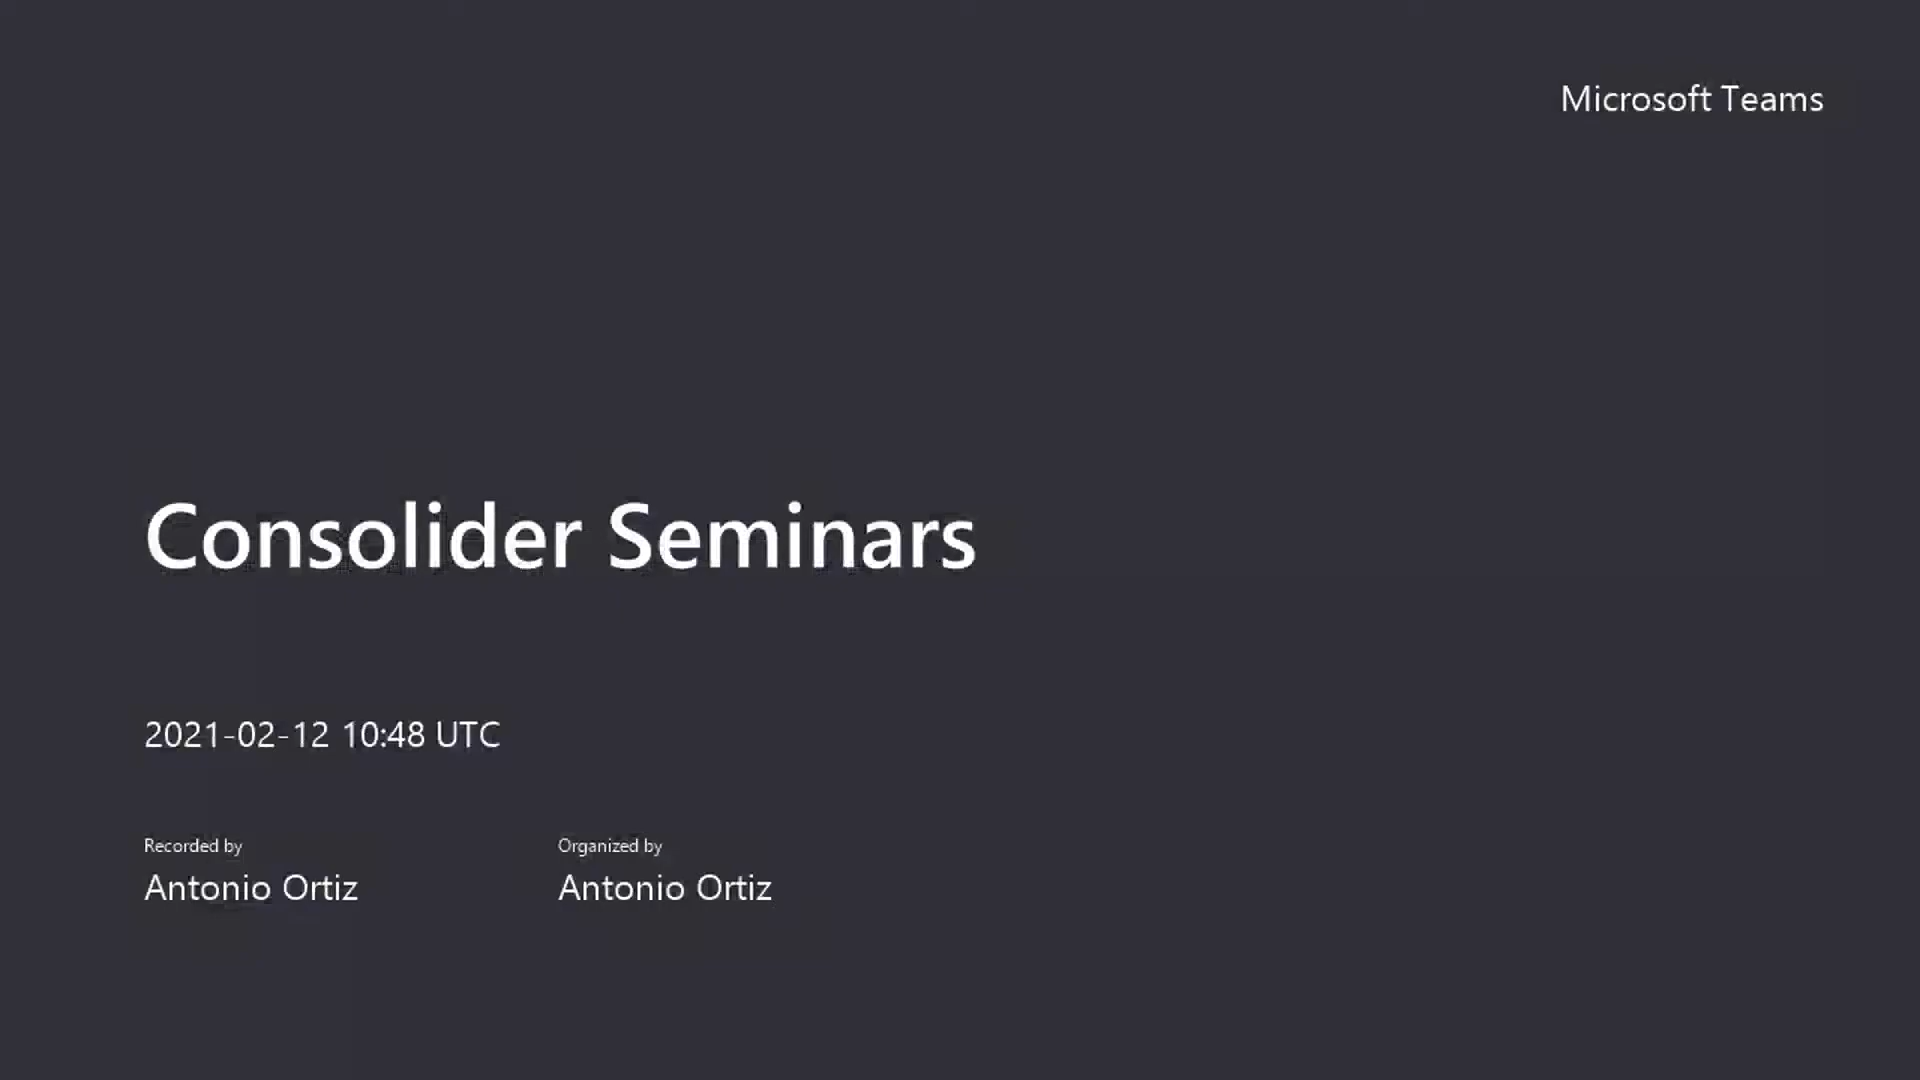 Microsoft Teams
Consolider Seminars
2021-02-12 10:48 UTC
Recorded by
Antonio Ortiz
Organized by
Antonio Ortiz